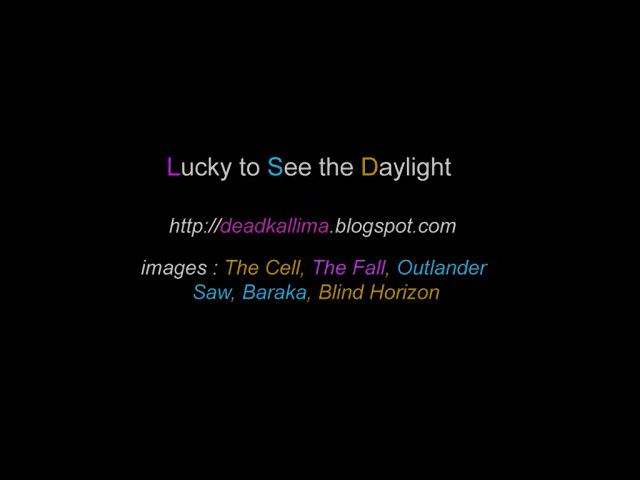 Lucky to See the Daylight
http://deadkallima.blogspot.com
images : The Cell, The Fall, Outlander
Saw, Baraka, Blind Horizon